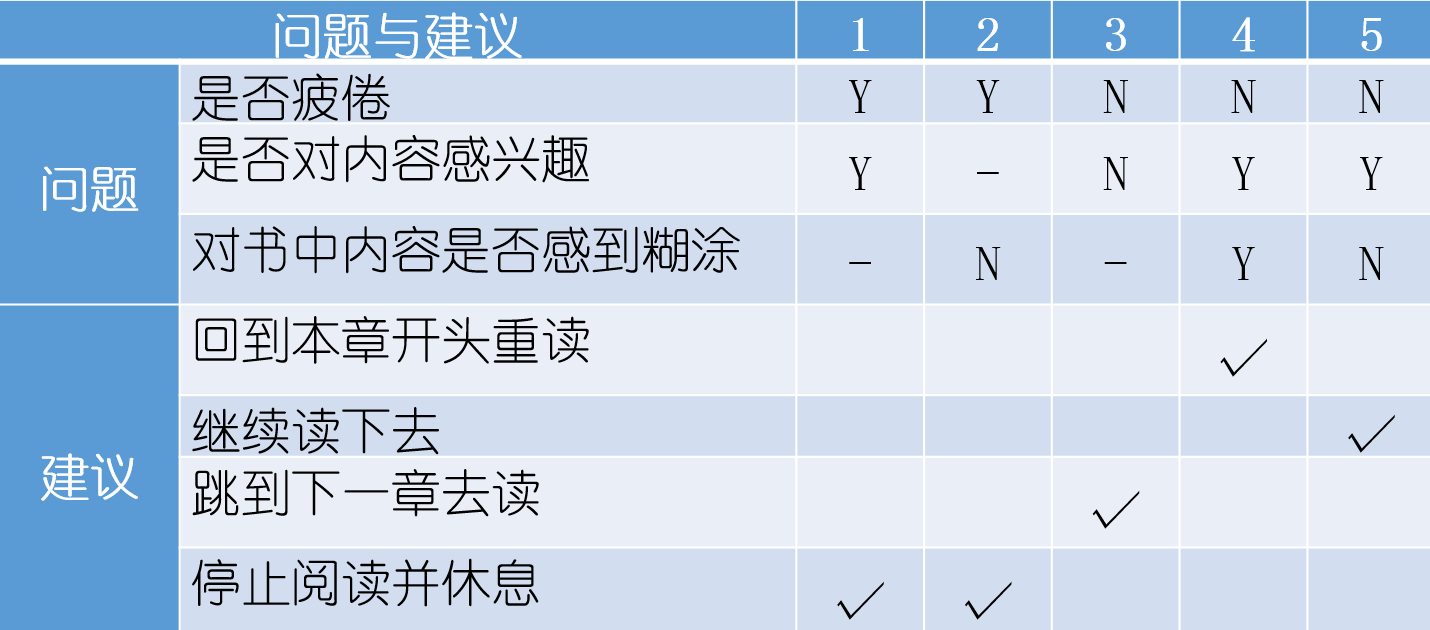 问题与建议 1 2 3 4 5
是否疲倦 Y Y N N N
是否对内容感兴趣 Y - N Y Y
问题
对书中内容是否感到糊涂 - N - Y N
回到本章开头重读 ✓
继续读下去 ✓
建议
跳到下一章去读 ✓
停止阅读并休息 ✓ ✓